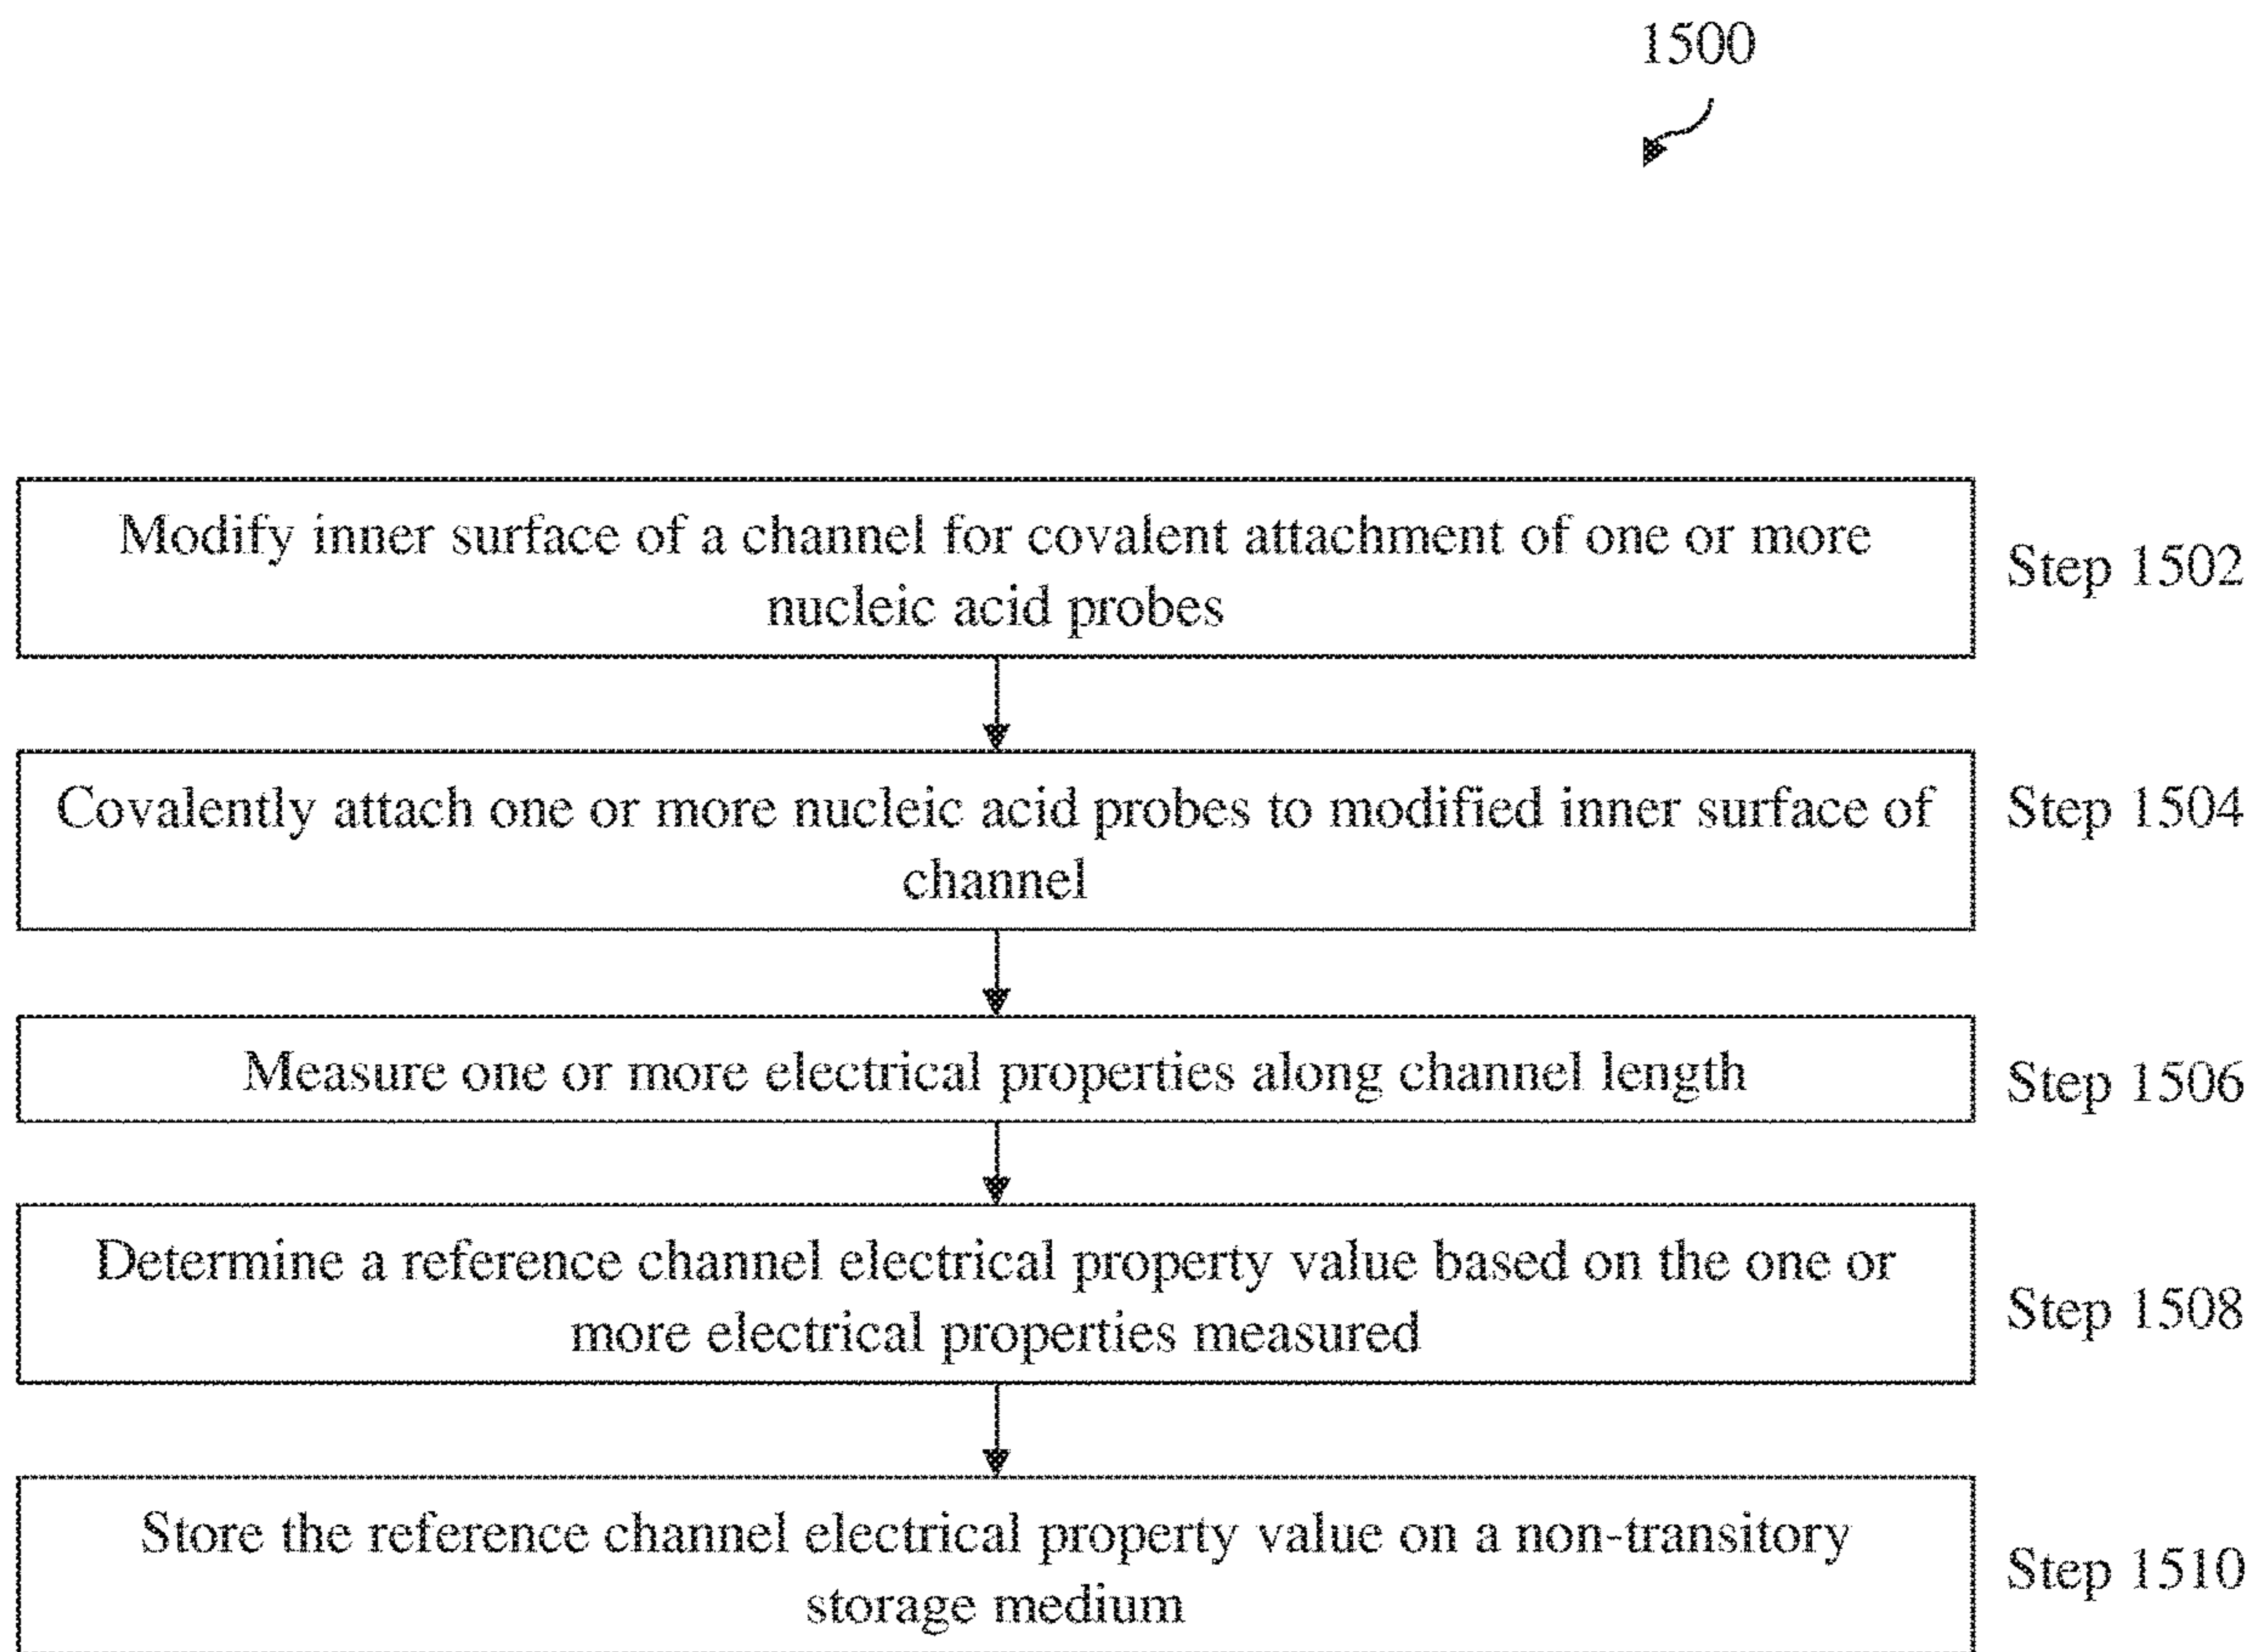 1500
Modify inner surface of a channel for covalent attachment of one or more
nucleic acid probes
Step 1502
Covalently attach one or more nucleic acid probes to modified inner surface of
channel
Step 1504
Measure one or more electrical properties along channel length
Step 1506
Determine a reference channel electrical property value based on the one or
more electrical properties measured
Step 1508
Store the reference channel electrical property value on a non-transitory
storage medium
Step 1510